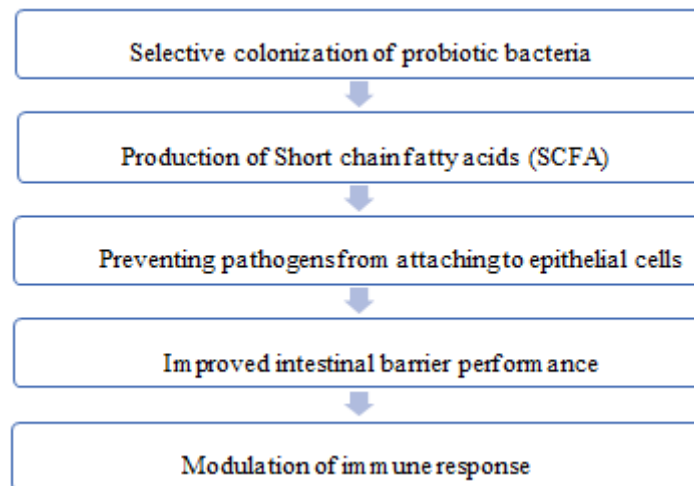 Selective colonization of probiotic bacteria
Production of Short chain fatty acids (SCFA)
Preventing pathogens from attaching to epithelial cells
Improved intestinal barrier performance
Modulation of immune response